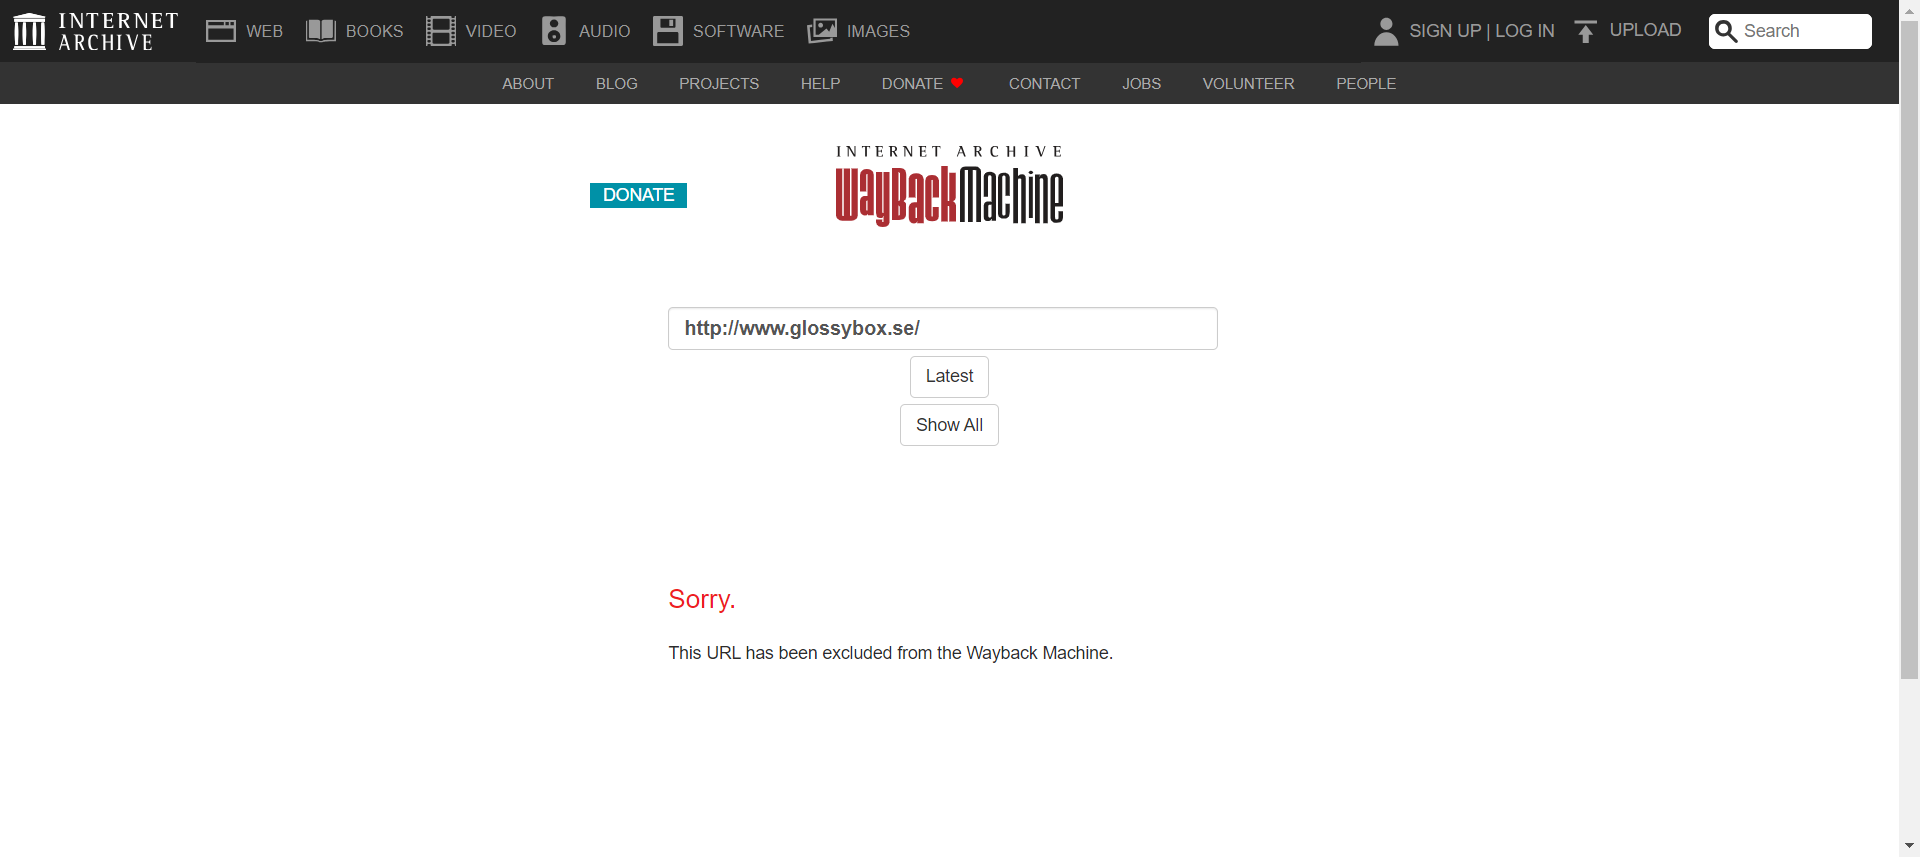 INTERNET ARCHIVE
WEB
BOOKS
VIDEO
AUDIO
SOFTWARE
IMAGES
SIGN UP | LOG IN
UPLOAD
Search
ABOUT
BLOG
PROJECTS
HELP
DONATE
CONTACT
JOBS
VOLUNTEER
PEOPLE
INTERNET ARCHIVE
WayBackMachine
DONATE
http://www.glossybox.se/
Latest
Show All
Sorry.
This URL has been excluded from the Wayback Machine.